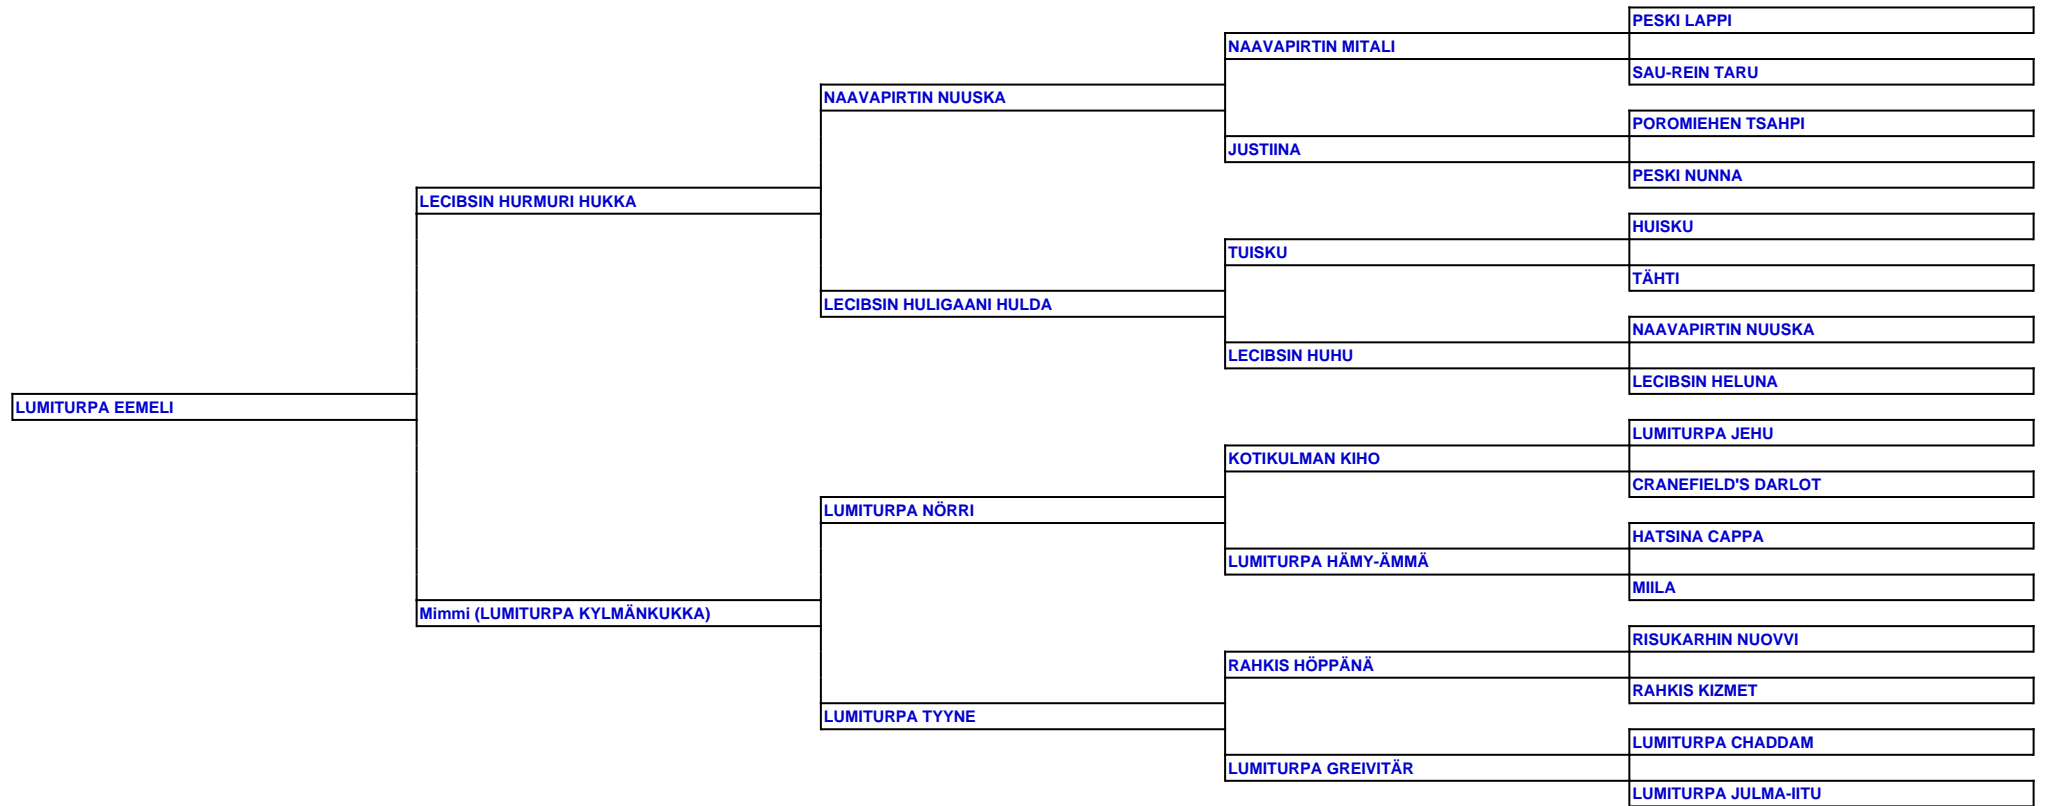 PESKI LAPPI
NAAVAPIRTIN MITALI
SAU-REIN TARU
NAAVAPIRTIN NUUSKA
POROMIEHEN TSAHPI
JUSTIINA
PESKI NUNNA
LECIBSIN HURMURI HUKKA
HUISKU
TUISKU
TÄHTI
LECIBSIN HULIGAANI HULDA
NAAVAPIRTIN NUUSKA
LECIBSIN HUHU
LECIBSIN HELUNA
LUMITURPA EEMELI
LUMITURPA JEHU
KOTIKULMAN KIHO
CRANEFIELD'S DARLOT
LUMITURPA NÖRRI
HATSINA CAPPA
LUMITURPA HÄMY-ÄMMÄ
MIILA
Mimmi (LUMITURPA KYLMÄNKUKKA)
RISUKARHIN NUOVVI
RAHKIS HÖPPÄNÄ
RAHKIS KIZMET
LUMITURPA TYYNE
LUMITURPA CHADDAM
LUMITURPA GREIVITÄR
LUMITURPA JULMA-IITU